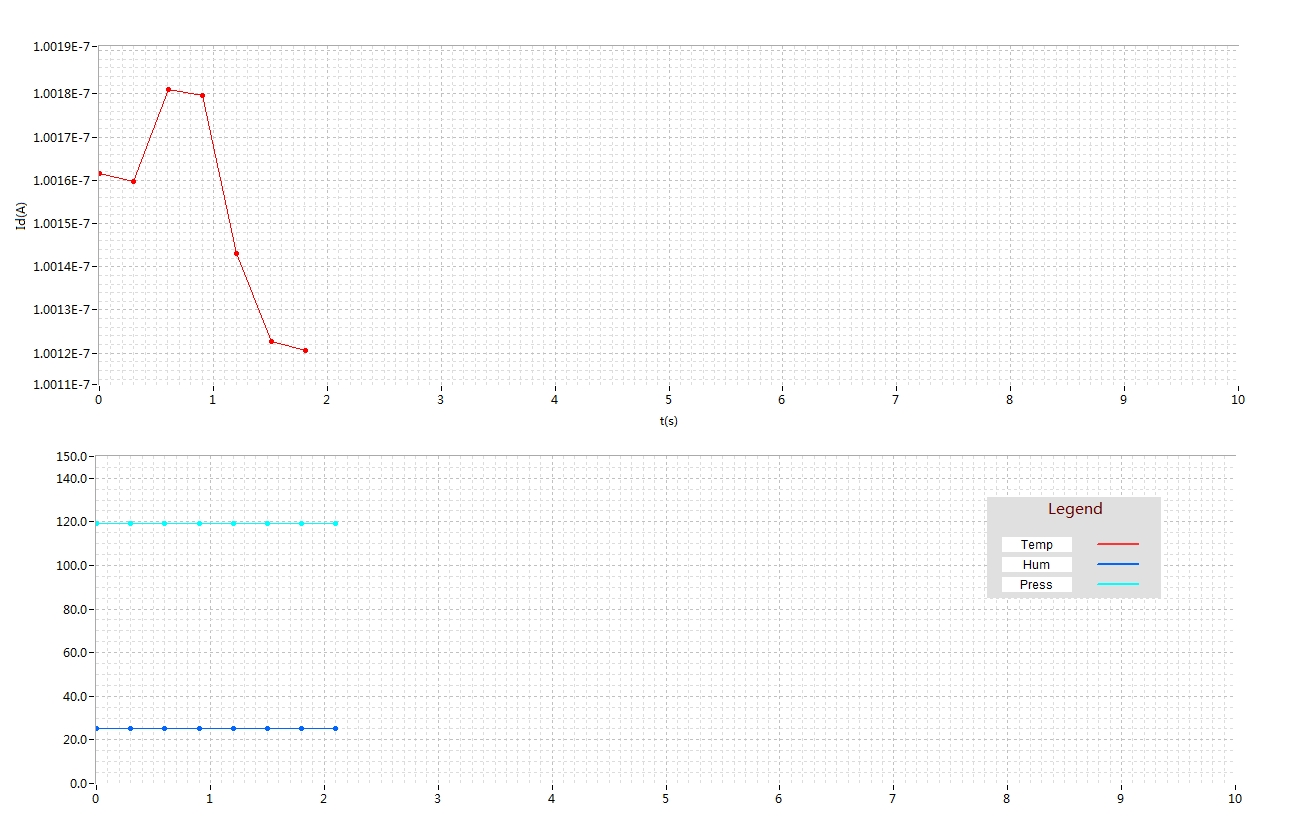 1.0019E-7
1.0018E-7
1.0017E-7
1.0016E-7
1.0015E-7
1.0014E-7
1.0013E-7
1.0012E-7
1.0011E-7
Id(A)
0 1 2 3 4 5 6 7 8 9 10
t(s)
150.0
140.0
120.0
100.0
80.0
60.0
40.0
20.0
0.0
Legend
Temp
Hum
Press
0 1 2 3 4 5 6 7 8 9 10